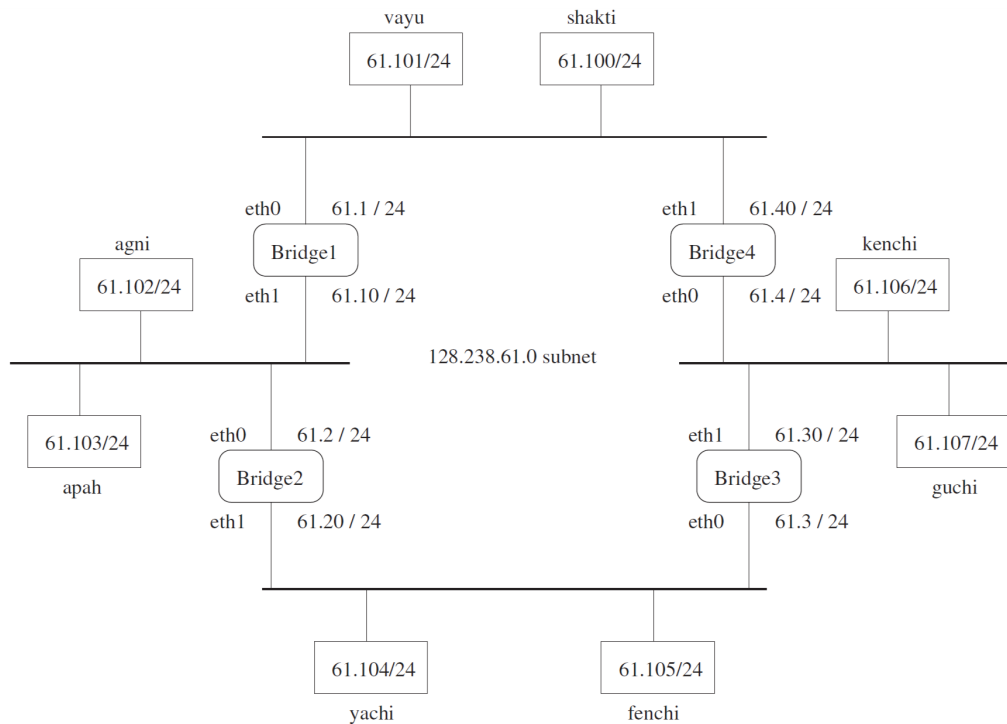 vayu
shakti
61.101/24
61.100/24
eth0
61.1 / 24
eth1
61.40 / 24
agni
Bridge1
Bridge4
kenchi
61.102/24
eth1
61.10 / 24
eth0
61.4 / 24
61.106/24
128.238.61.0 subnet
61.103/24
eth0
61.2 / 24
eth1
61.30 / 24
61.107/24
apah
Bridge2
Bridge3
guchi
eth1
61.20 / 24
eth0
61.3 / 24
61.104/24
61.105/24
yachi
fenchi